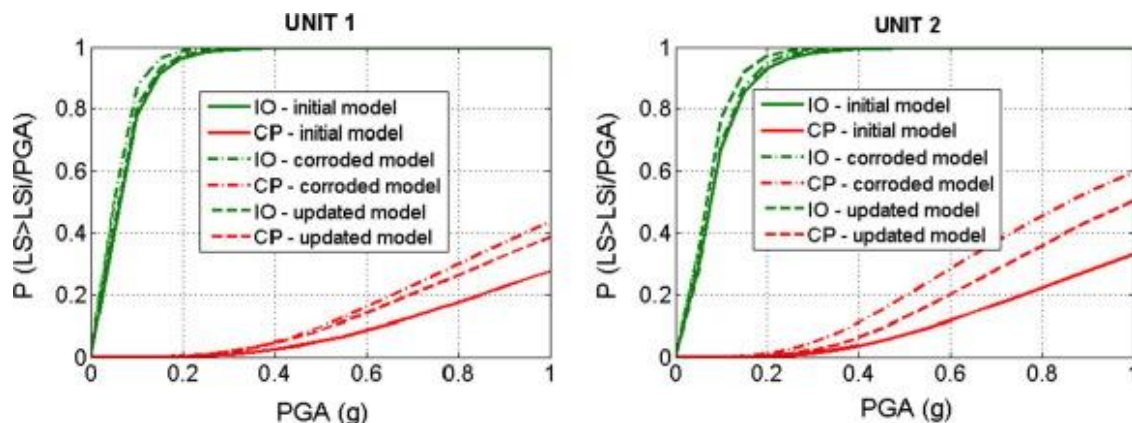 UNIT 1
P (LS>LSi/PGA)
1
0.8
0.6
0.4
0.2
0
IO - initial model
CP - initial model
IO - corroded model
CP - corroded model
IO - updated model
CP - updated model
0
0.2
0.4
0.6
0.8
1
PGA (g)
UNIT 2
P (LS>LSi/PGA)
1
0.8
0.6
0.4
0.2
0
IO - initial model
CP - initial model
IO - corroded model
CP - corroded model
IO - updated model
CP - updated model
0
0.2
0.4
0.6
0.8
1
PGA (g)